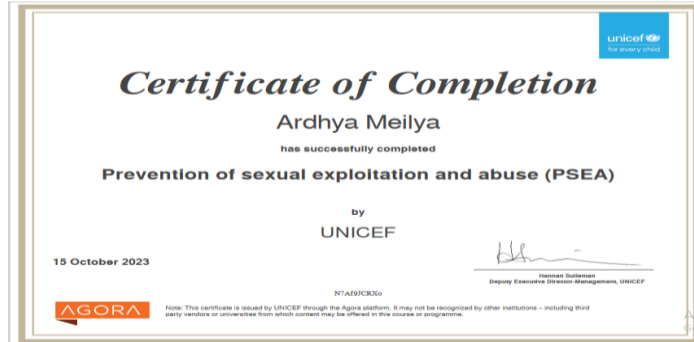 unicef
for every child
Certificate of Completion
Ardhya Meilya
has successfully completed
Prevention of sexual exploitation and abuse (PSEA)
by
UNICEF
15 October 2023
Hannan Sulieman
Deputy Executive Director-Management, UNICEF
N7Af9JCRXo
AGORA
Note: This certificate is issued by UNICEF through the Agora platform. It may not be recognized by other institutions – including third
party vendors or universities from which content may be offered in this course or programme.